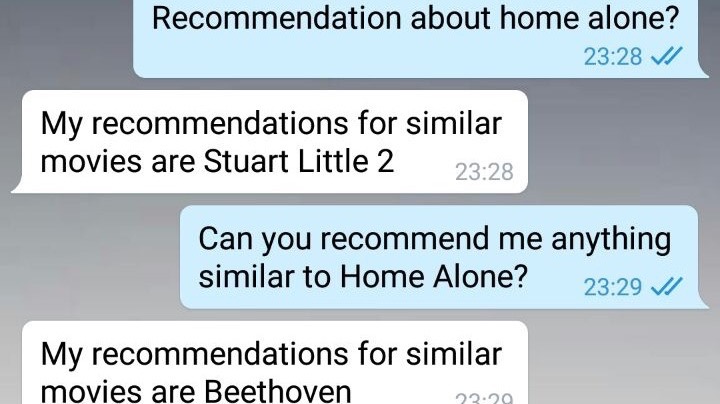 Recommendation about home alone?
23:28
My recommendations for similar
movies are Stuart Little 2
23:28
Can you recommend me anything
similar to Home Alone?
23:29
My recommendations for similar
movies are Beethoven
23:29